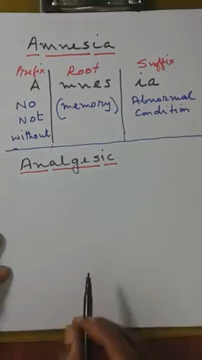 Amnesia
Prefix Root Suffix
A mnes ia
No (memory) Abnormal
Not Condition
without
Analgesic